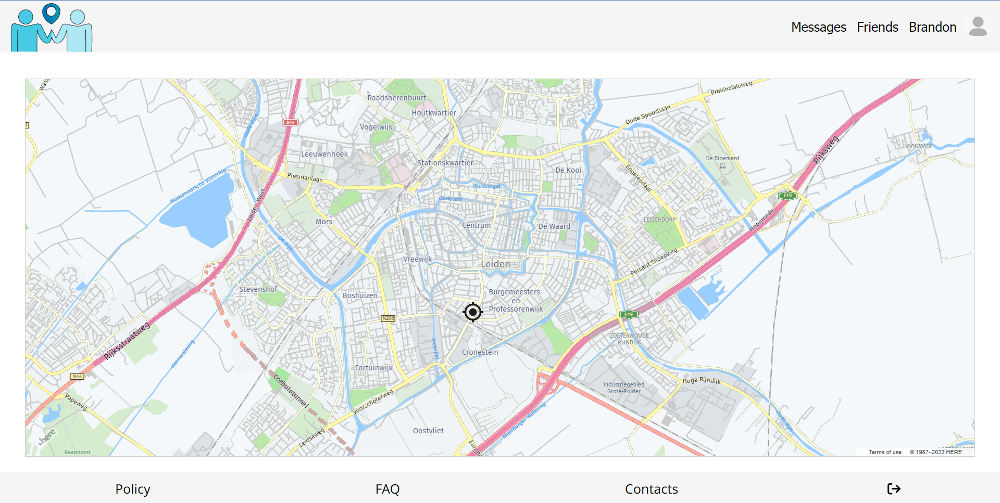 Messages Friends Brandon
Provincialeweg
Raadsherenbuurt
Houtkwartier
Oude Spoorbaan
Oude Rijn
A44
Vogelwijk
Rijksweg
HOOGMADE
Leeuwenhoek
De Bloemerd
Stationskwartier
De Kooi
Engelendaal
Plesmanlaan
Wassenaarsche Watering
Maresingel
Oudevest
E19
Leiden-West
LEIDERDORP
Mors
Centrum
De Waard
Hoogmade
De Rijn
Vreewijk
Persant Snoepweg
Leiden
Stevenshof
Boshuizen
Burgemeesters-
en
Professorenwijk
N206
E19
Rijksstraatweg
Trekvliet
ZOETERWOUDE
RIJNDIJK
Veenwatering
Cronestein
Fortuinwijk
N44
Corbulotunnel
Hoge Rijndijk
Industriegebied
Grote-Polder
Papeweg
Voorschoterweg
Meerburger Watering
Oude Rijn
Oostvliet
Leidseweg
here
Raaphorst
Terms of use © 1987–2022 HERE
Policy FAQ Contacts